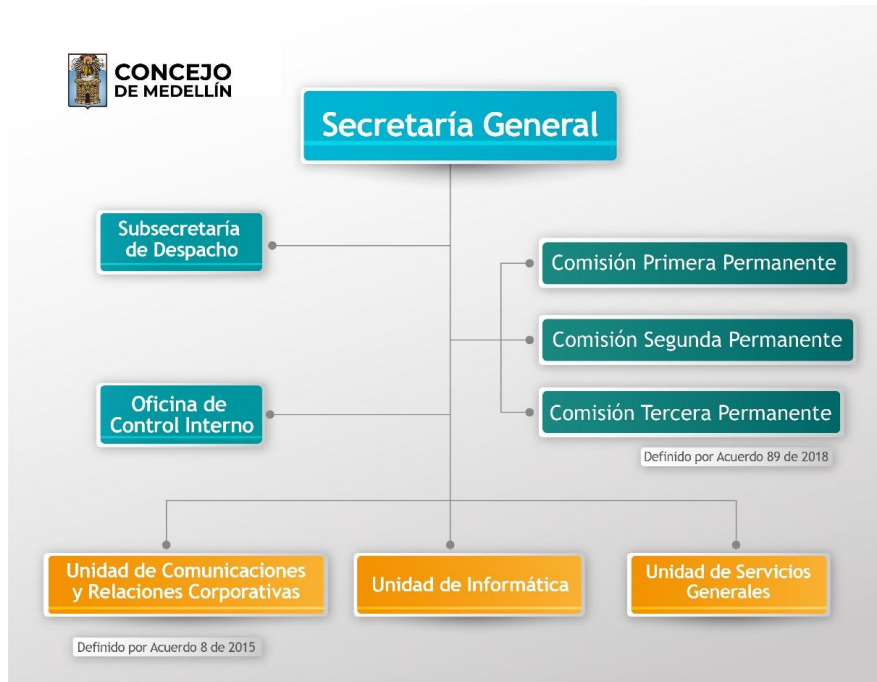 CONCEJO
DE MEDELLÍN
Secretaría General
Subsecretaría
de Despacho
Comisión Primera Permanente
Comisión Segunda Permanente
Oficina de
Control Interno
Comisión Tercera Permanente
Definido por Acuerdo 89 de 2018
Unidad de Comunicaciones
y Relaciones Corporativas
Unidad de Informática
Unidad de Servicios
Generales
Definido por Acuerdo 8 de 2015